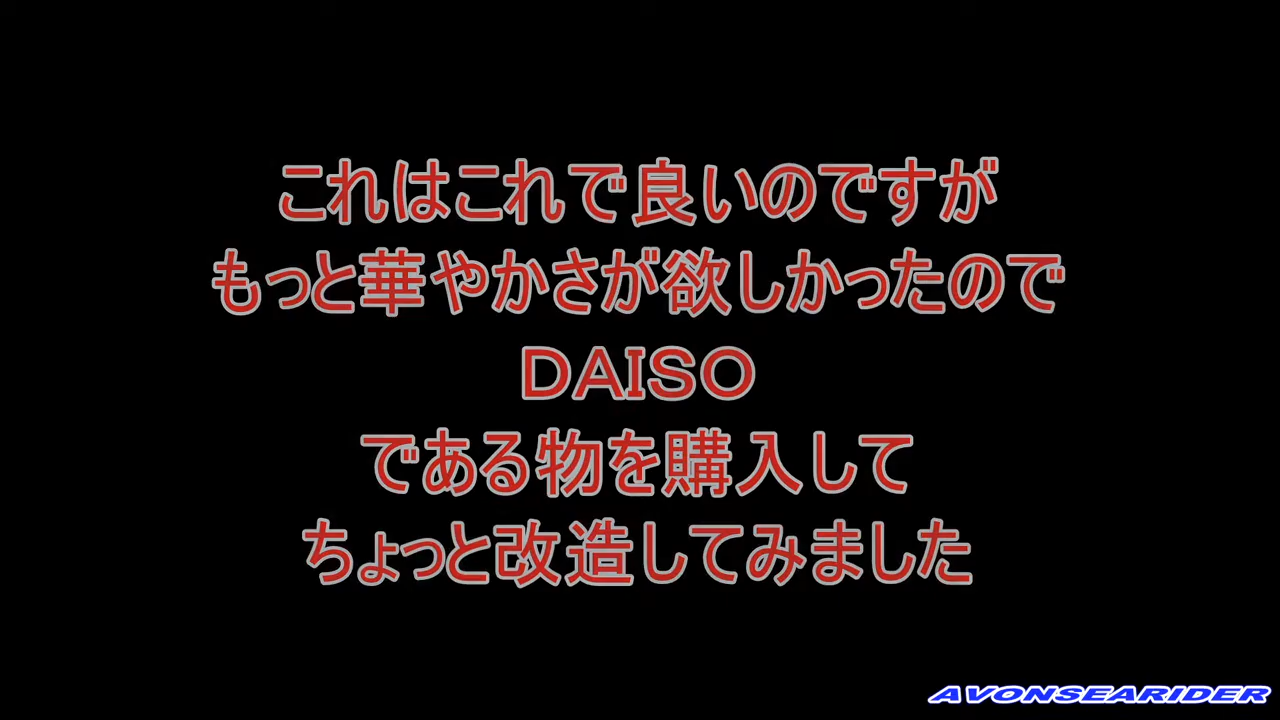 これはこれで良いのですが
もっと華やかさが欲しかったので
ＤＡＩＳＯ
である物を購入して
ちょっと改造してみました
AVONSEARIDER